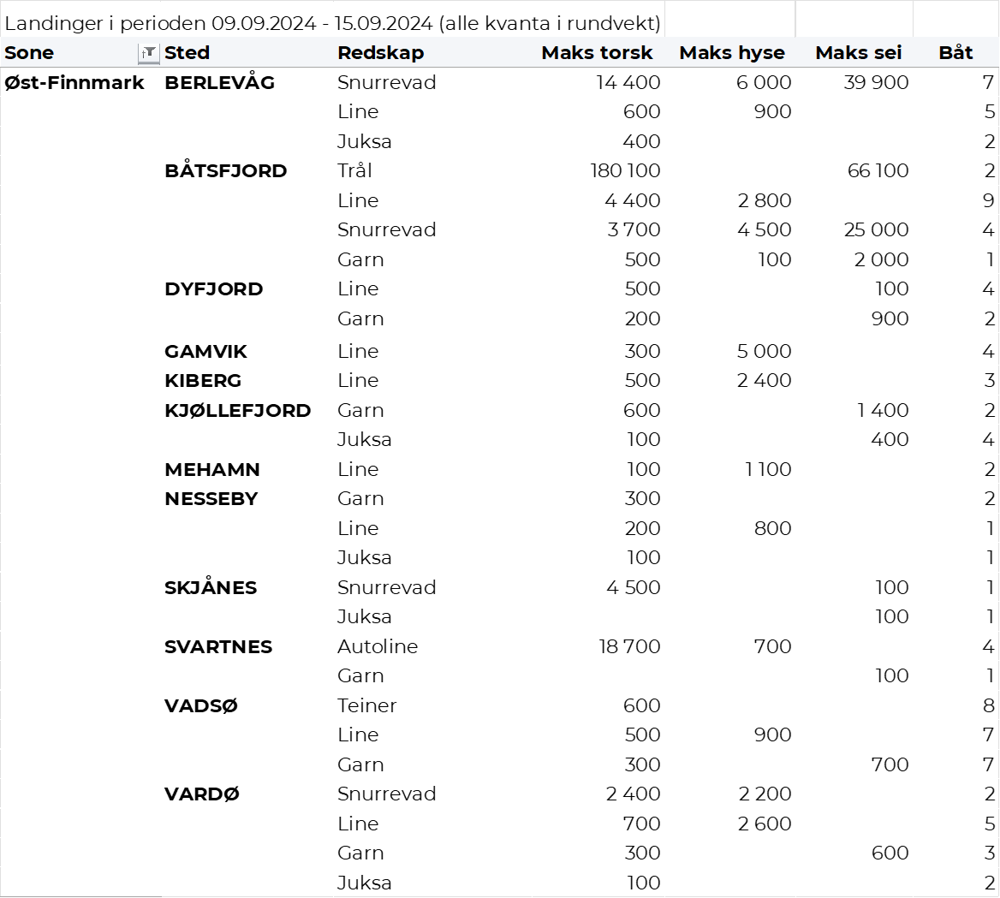 Landinger i perioden 09.09.2024 - 15.09.2024 (alle kvanta i rundvekt)
Sone Sted Redskap Maks torsk Maks hyse Maks sei Båt
Øst-Finnmark BERLEVÅG Snurrevad 14 400 6 000 39 900 7
Line 600 900 5
Juksa 400 2
BÅTSFJORD Trål 180 100 66 100 2
Line 4 400 2 800 9
Snurrevad 3 700 4 500 25 000 4
Garn 500 100 2 000 1
DYFJORD Line 500 100 4
Garn 200 900 2
GAMVIK Line 300 5 000 4
KIBERG Line 500 2 400 3
KJØLLEFJORD Garn 600 1 400 2
Juksa 100 400 4
MEHAMN Line 100 1 100 2
NESSEBY Garn 300 2
Line 200 800 1
Juksa 100 1
SKJÅNES Snurrevad 4 500 100 1
Juksa 100 1
SVARTNES Autoline 18 700 700 4
Garn 100 1
VADSØ Teiner 600 8
Line 500 900 7
Garn 300 700 7
VARDØ Snurrevad 2 400 2 200 2
Line 700 2 600 5
Garn 300 600 3
Juksa 100 2